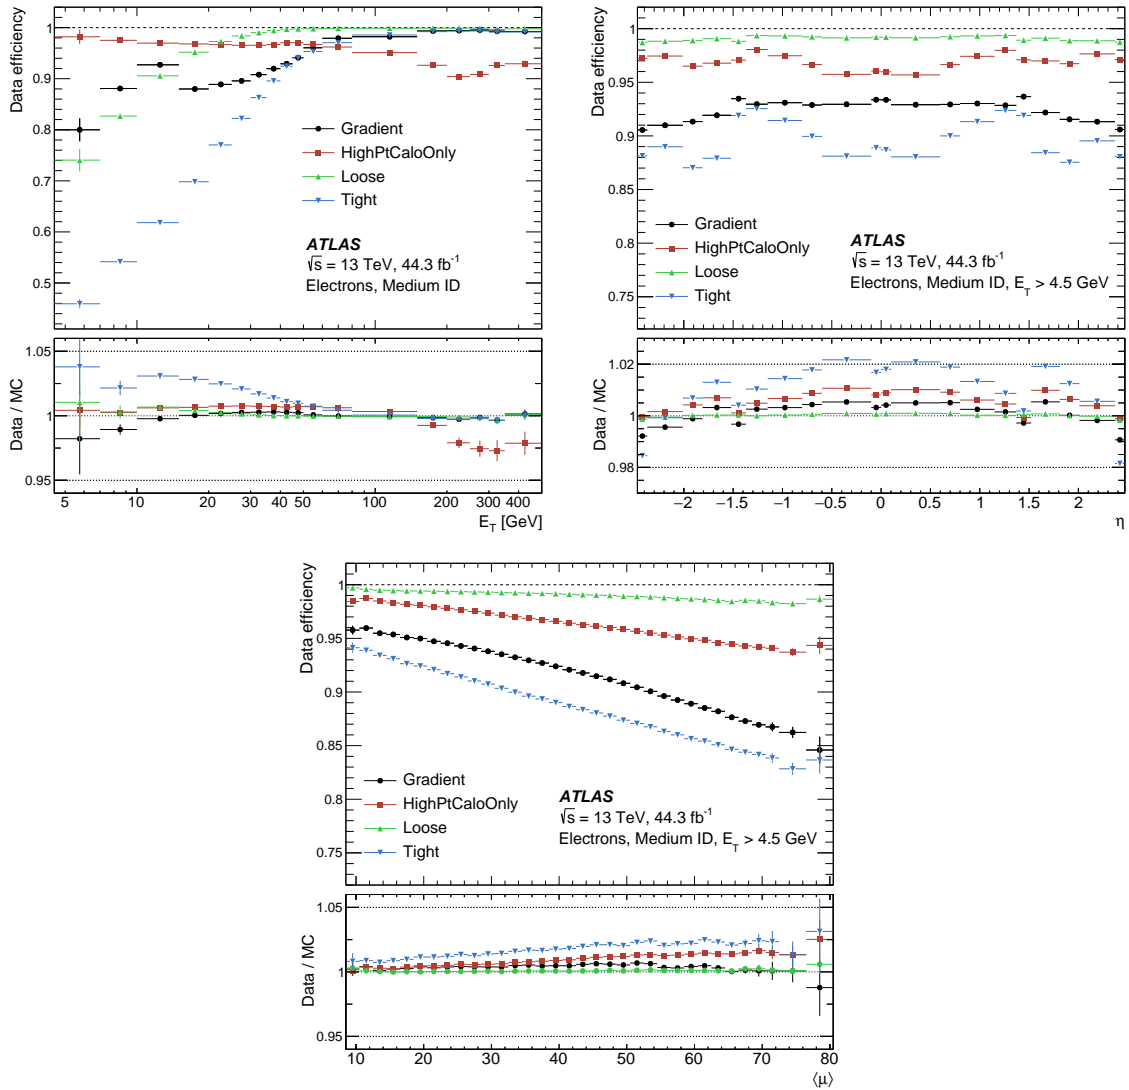 Data efficiency
1
0.9
0.8
0.7
0.6
0.5
Gradient
HighPtCaloOnly
Loose
Tight
ATLAS
√s = 13 TeV, 44.3 fb⁻¹
Electrons, Medium ID
Data / MC
1.05
1
0.95
5 10 20 30 40 50 100 200 300 400
E_T [GeV]
Data efficiency
1
0.95
0.9
0.85
0.8
0.75
Gradient
HighPtCaloOnly
Loose
Tight
ATLAS
√s = 13 TeV, 44.3 fb⁻¹
Electrons, Medium ID, E_T > 4.5 GeV
Data / MC
1.02
1
0.98
−2 −1.5 −1 −0.5 0 0.5 1 1.5 2
η
Data efficiency
1
0.95
0.9
0.85
0.8
0.75
Gradient
HighPtCaloOnly
Loose
Tight
ATLAS
√s = 13 TeV, 44.3 fb⁻¹
Electrons, Medium ID, E_T > 4.5 GeV
Data / MC
1.05
1
0.95
10 20 30 40 50 60 70 80
⟨μ⟩